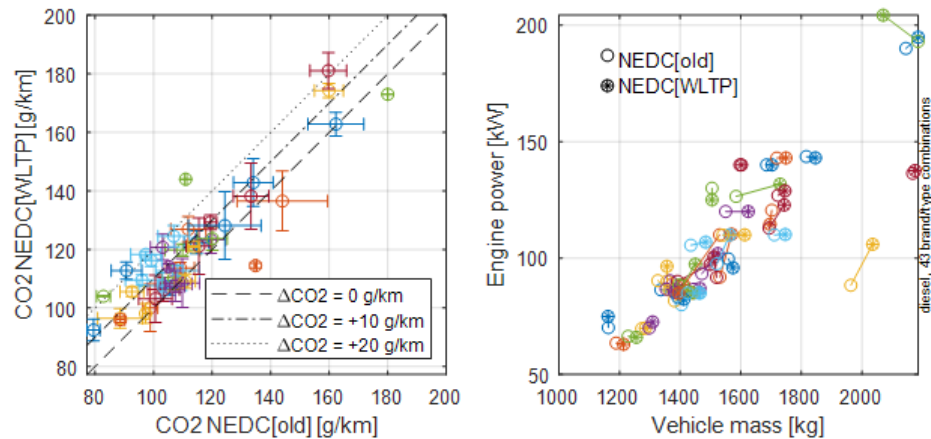 200
180
160
140
120
100
80
80
100
120
140
160
180
200
CO2 NEDC[WLTP] [g/km]
CO2 NEDC[old] [g/km]
ΔCO2 = 0 g/km
ΔCO2 = +10 g/km
ΔCO2 = +20 g/km
200
150
100
50
1000
1200
1400
1600
1800
2000
Engine power [kW]
Vehicle mass [kg]
NEDC[old]
NEDC[WLTP]
diesel, 43 brand/type combinations